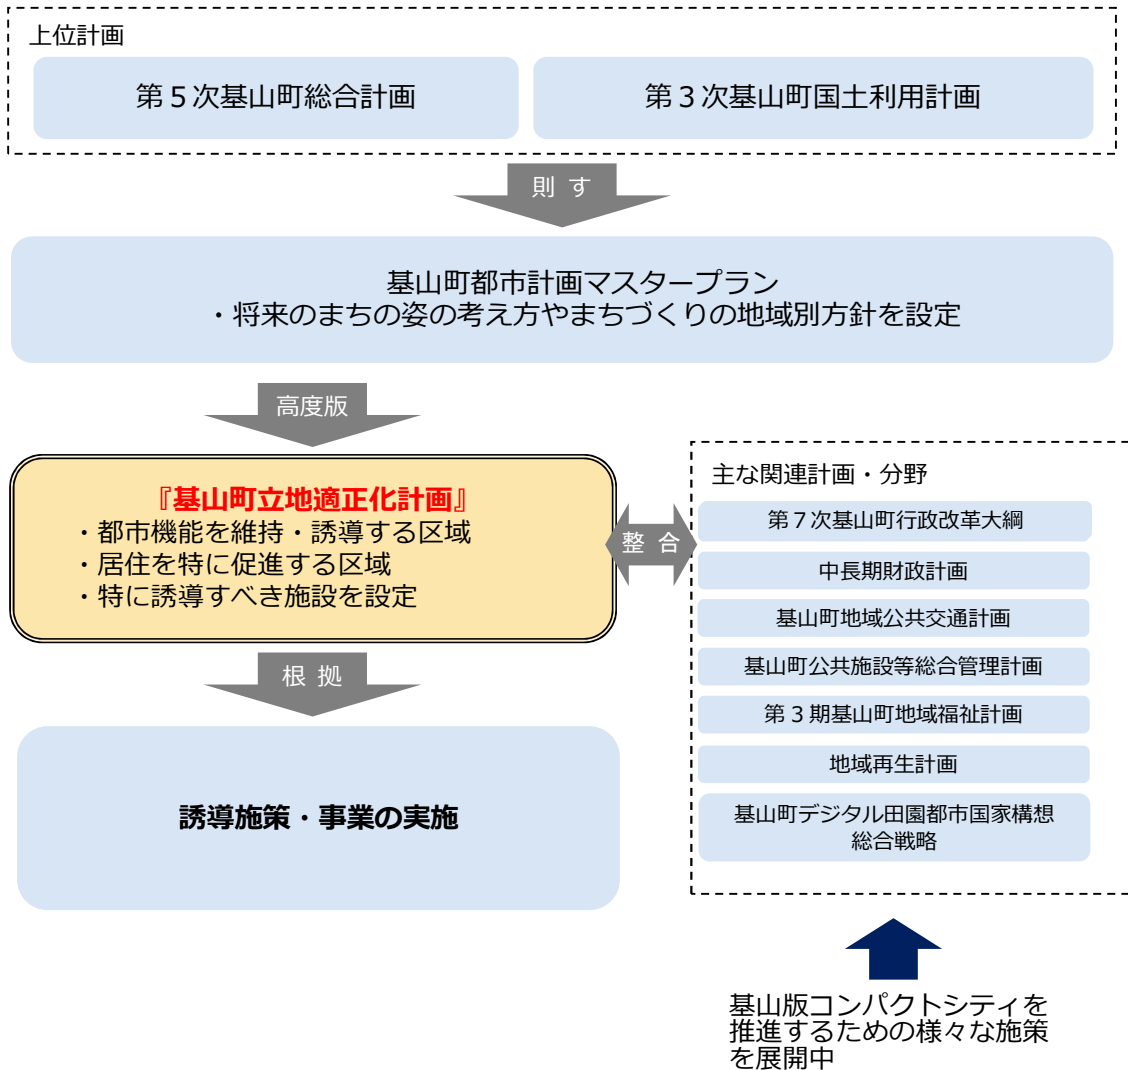 上位計画
第５次基山町総合計画
第３次基山町国土利用計画
則 す
基山町都市計画マスタープラン
・将来のまちの姿の考え方やまちづくりの地域別方針を設定
高度版
『基山町立地適正化計画』
・都市機能を維持・誘導する区域
・居住を特に促進する区域
・特に誘導すべき施設を設定
整 合
主な関連計画・分野
第７次基山町行政改革大綱
中長期財政計画
基山町地域公共交通計画
基山町公共施設等総合管理計画
第３期基山町地域福祉計画
地域再生計画
基山町デジタル田園都市国家構想
総合戦略
根 拠
誘導施策・事業の実施
基山版コンパクトシティを
推進するための様々な施策
を展開中